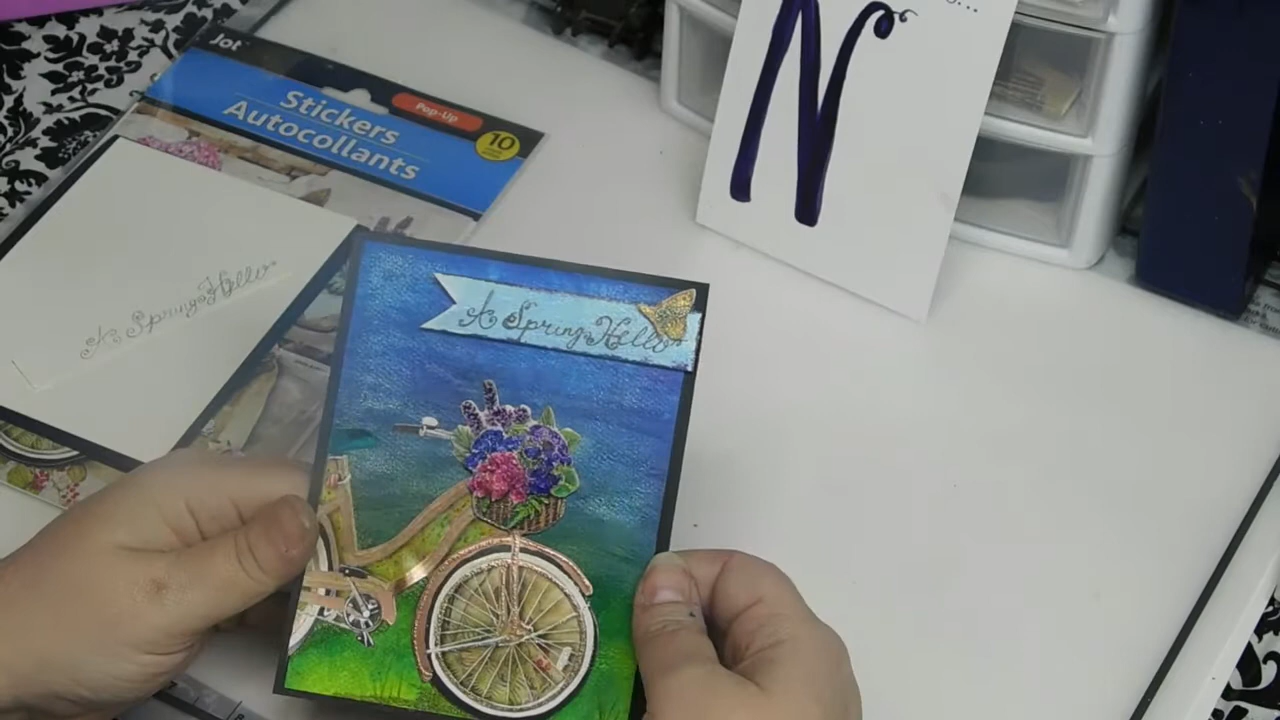 Jot
Stickers
Autocollants
Pop-Up
10
N
A Spring Hello
A Spring Hello